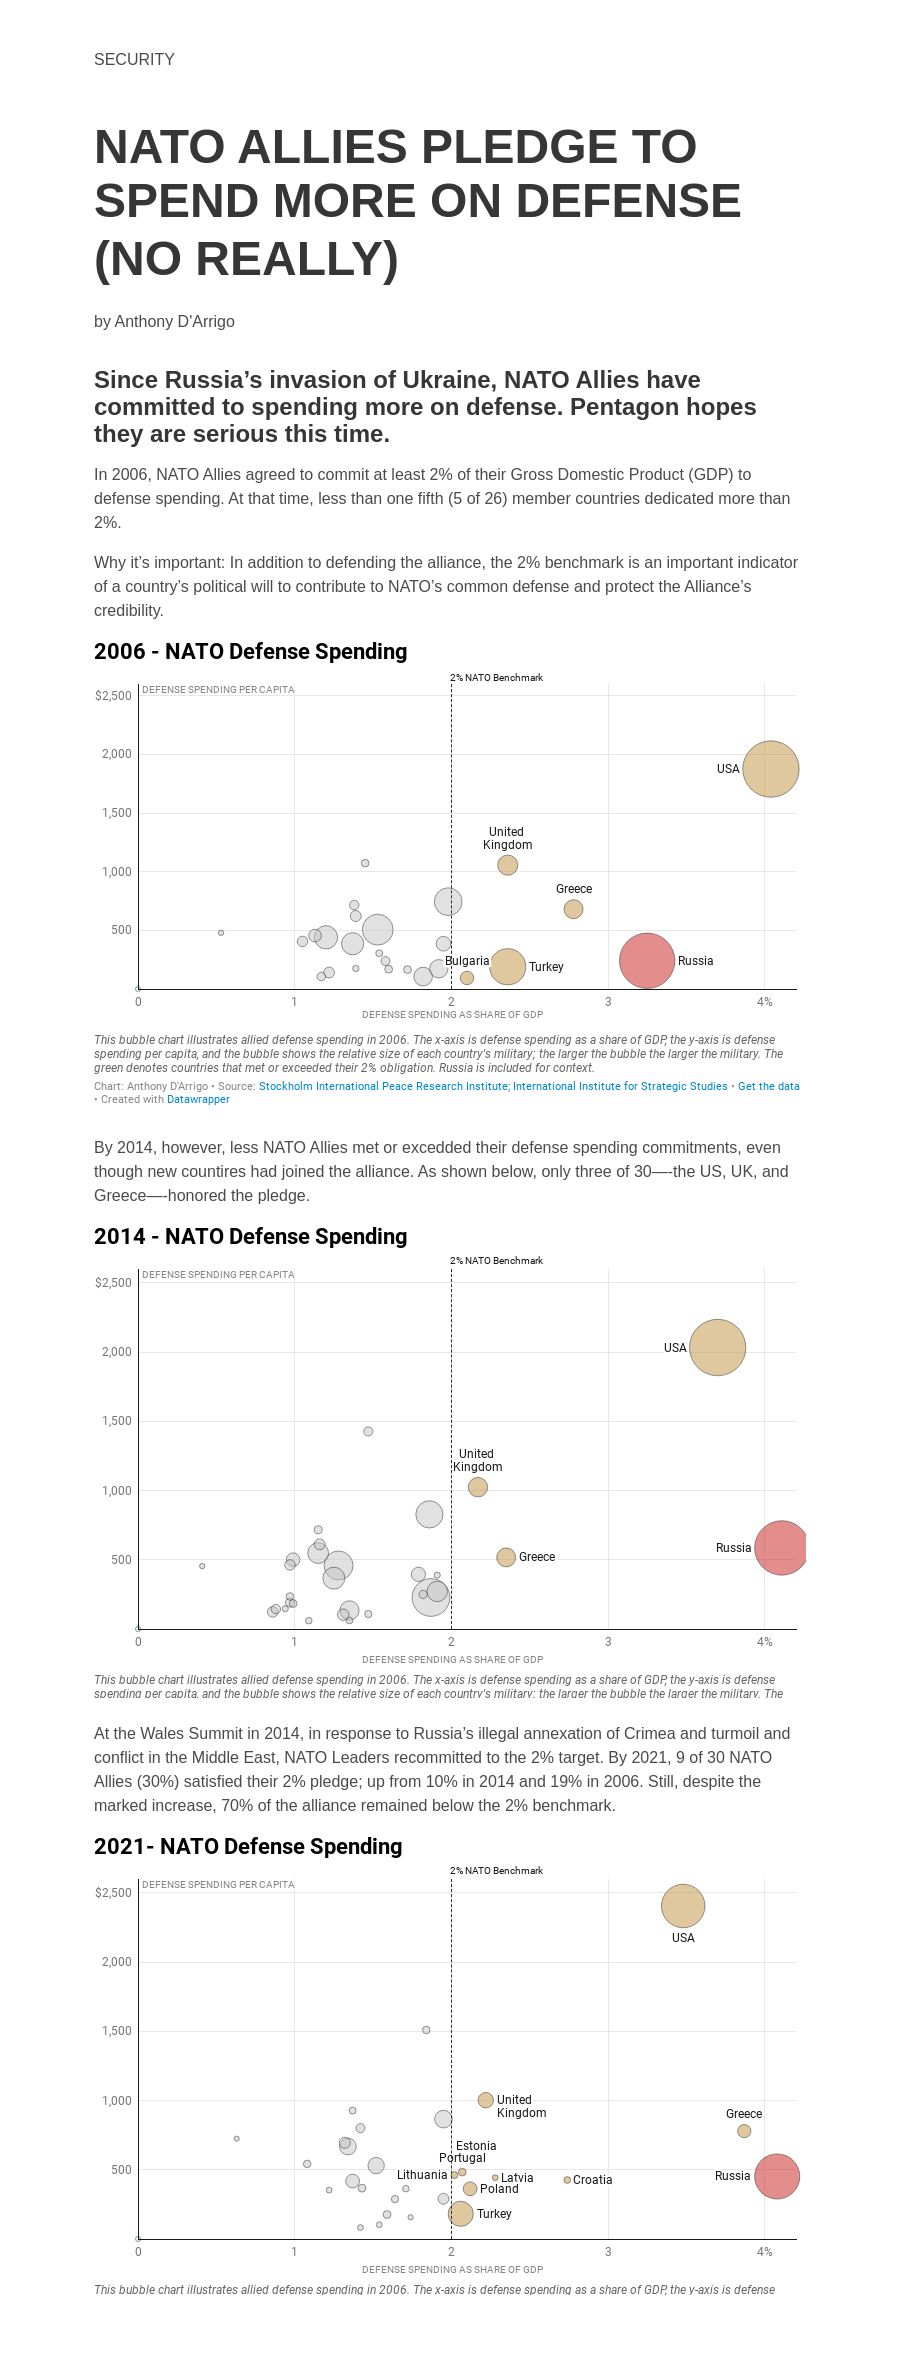 SECURITY
NATO ALLIES PLEDGE TO
SPEND MORE ON DEFENSE
(NO REALLY)
by Anthony D'Arrigo
Since Russia’s invasion of Ukraine, NATO Allies have
committed to spending more on defense. Pentagon hopes
they are serious this time.
In 2006, NATO Allies agreed to commit at least 2% of their Gross Domestic Product (GDP) to
defense spending. At that time, less than one fifth (5 of 26) member countries dedicated more than
2%.
Why it’s important: In addition to defending the alliance, the 2% benchmark is an important indicator
of a country’s political will to contribute to NATO’s common defense and protect the Alliance’s
credibility.
2006 - NATO Defense Spending
2% NATO Benchmark
$2,500
DEFENSE SPENDING PER CAPITA
2,000
USA
1,500
United
Kingdom
1,000
Greece
500
Bulgaria
Turkey
Russia
0
1
2
3
4%
DEFENSE SPENDING AS SHARE OF GDP
This bubble chart illustrates allied defense spending in 2006. The x-axis is defense spending as a share of GDP, the y-axis is defense
spending per capita, and the bubble shows the relative size of each country's military; the larger the bubble the larger the military. The
green denotes countries that met or exceeded their 2% obligation. Russia is included for context.
Chart: Anthony D'Arrigo • Source: Stockholm International Peace Research Institute; International Institute for Strategic Studies • Get the data
• Created with Datawrapper
By 2014, however, less NATO Allies met or excedded their defense spending commitments, even
though new countires had joined the alliance. As shown below, only three of 30—-the US, UK, and
Greece—-honored the pledge.
2014 - NATO Defense Spending
2% NATO Benchmark
$2,500
DEFENSE SPENDING PER CAPITA
2,000
USA
1,500
United
Kingdom
1,000
Russia
Greece
500
0
1
2
3
4%
DEFENSE SPENDING AS SHARE OF GDP
This bubble chart illustrates allied defense spending in 2006. The x-axis is defense spending as a share of GDP, the y-axis is defense
spending per capita, and the bubble shows the relative size of each country's military; the larger the bubble the larger the military. The
At the Wales Summit in 2014, in response to Russia’s illegal annexation of Crimea and turmoil and
conflict in the Middle East, NATO Leaders recommitted to the 2% target. By 2021, 9 of 30 NATO
Allies (30%) satisfied their 2% pledge; up from 10% in 2014 and 19% in 2006. Still, despite the
marked increase, 70% of the alliance remained below the 2% benchmark.
2021- NATO Defense Spending
2% NATO Benchmark
$2,500
DEFENSE SPENDING PER CAPITA
USA
2,000
1,500
1,000
United
Kingdom
Greece
Estonia
Portugal
500
Lithuania
Latvia
Croatia
Russia
Poland
Turkey
0
1
2
3
4%
DEFENSE SPENDING AS SHARE OF GDP
This bubble chart illustrates allied defense spending in 2006. The x-axis is defense spending as a share of GDP, the y-axis is defense